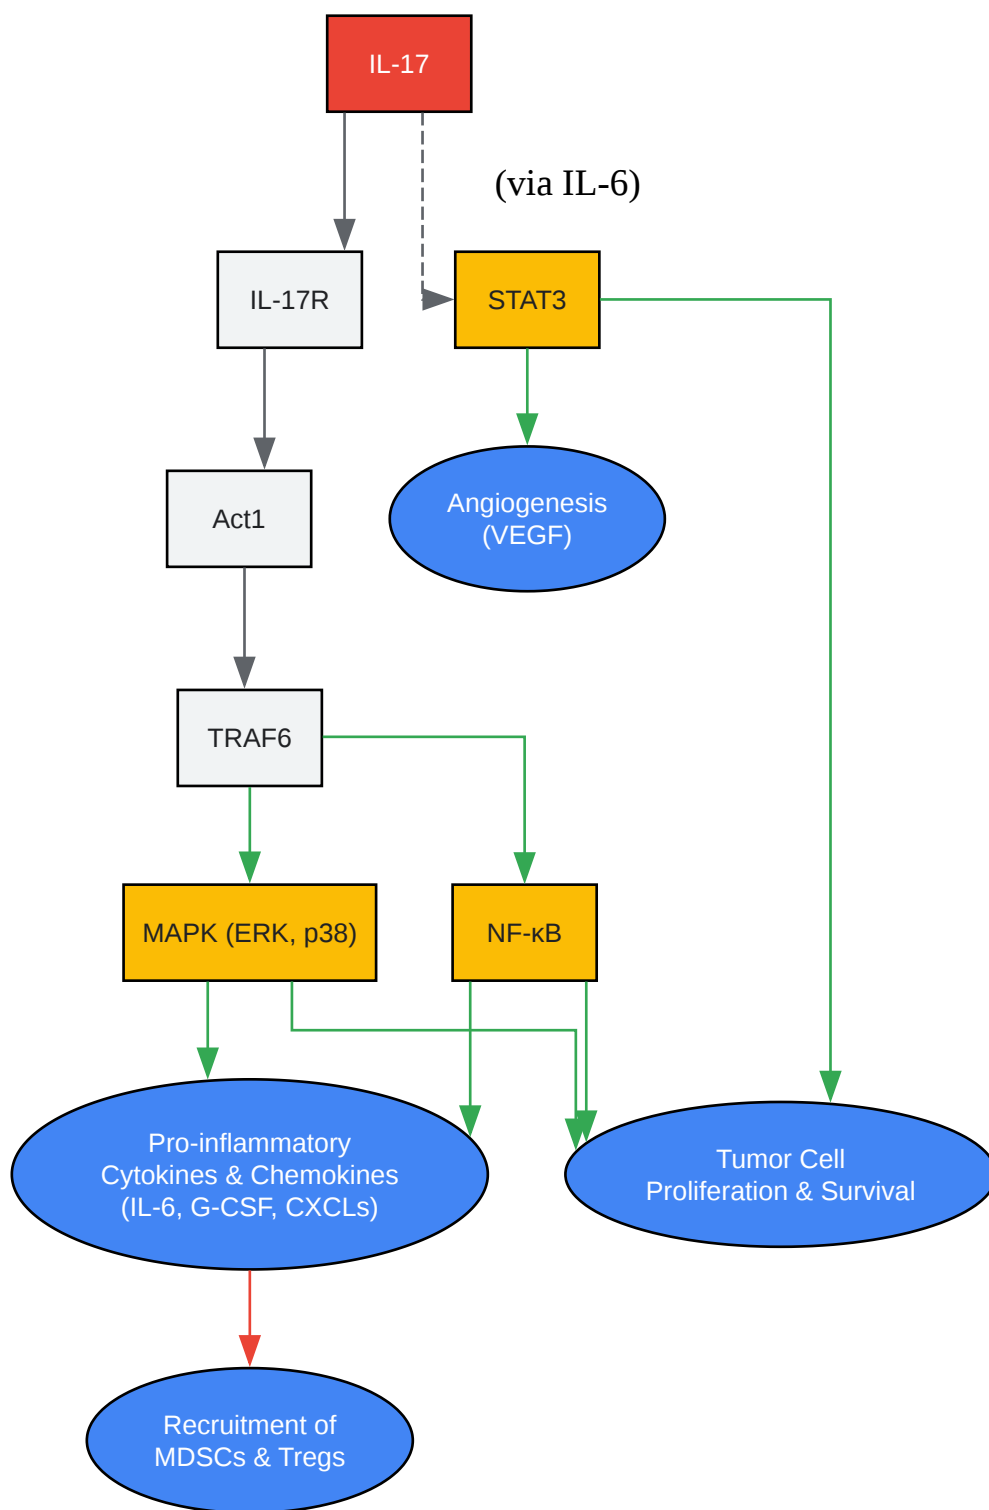 IL-17
(via IL-6)
IL-17R
STAT3
Angiogenesis
(VEGF)
Act1
TRAF6
MAPK (ERK, p38)
NF-κB
Pro-inflammatory
Cytokines & Chemokines
(IL-6, G-CSF, CXCLs)
Tumor Cell
Proliferation & Survival
Recruitment of
MDSCs & Tregs